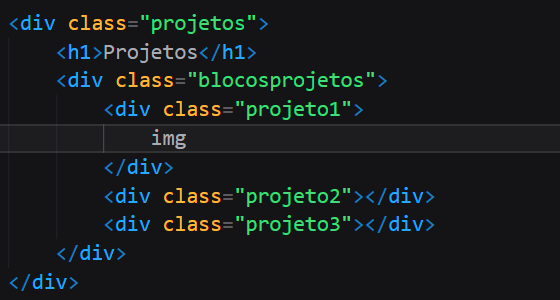 <div class="projetos">
<h1>Projetos</h1>
<div class="blocosprojetos">
<div class="projeto1">
img
</div>
<div class="projeto2"></div>
<div class="projeto3"></div>
</div>
</div>